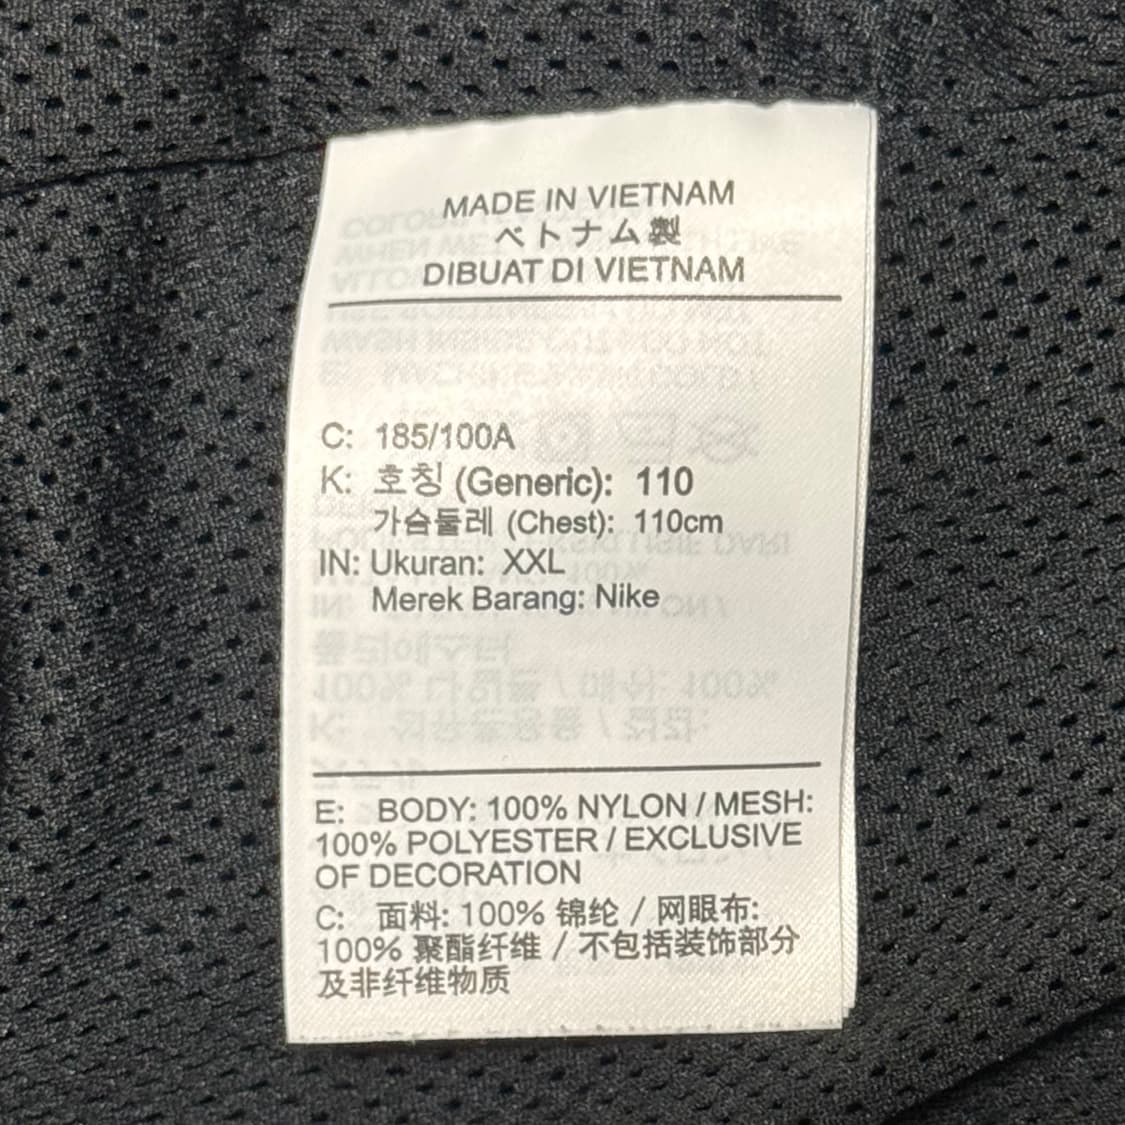 MADE IN VIETNAM
ベトナム製
DIBUAT DI VIETNAM
C: 185/100A
K: 호칭 (Generic): 110
가슴둘레 (Chest): 110cm
IN: Ukuran: XXL
Merek Barang: Nike
E: BODY: 100% NYLON / MESH:
100% POLYESTER / EXCLUSIVE
OF DECORATION
C: 面料: 100% 锦纶 / 网眼布:
100% 聚酯纤维 / 不包括装饰部分
及非纤维物质